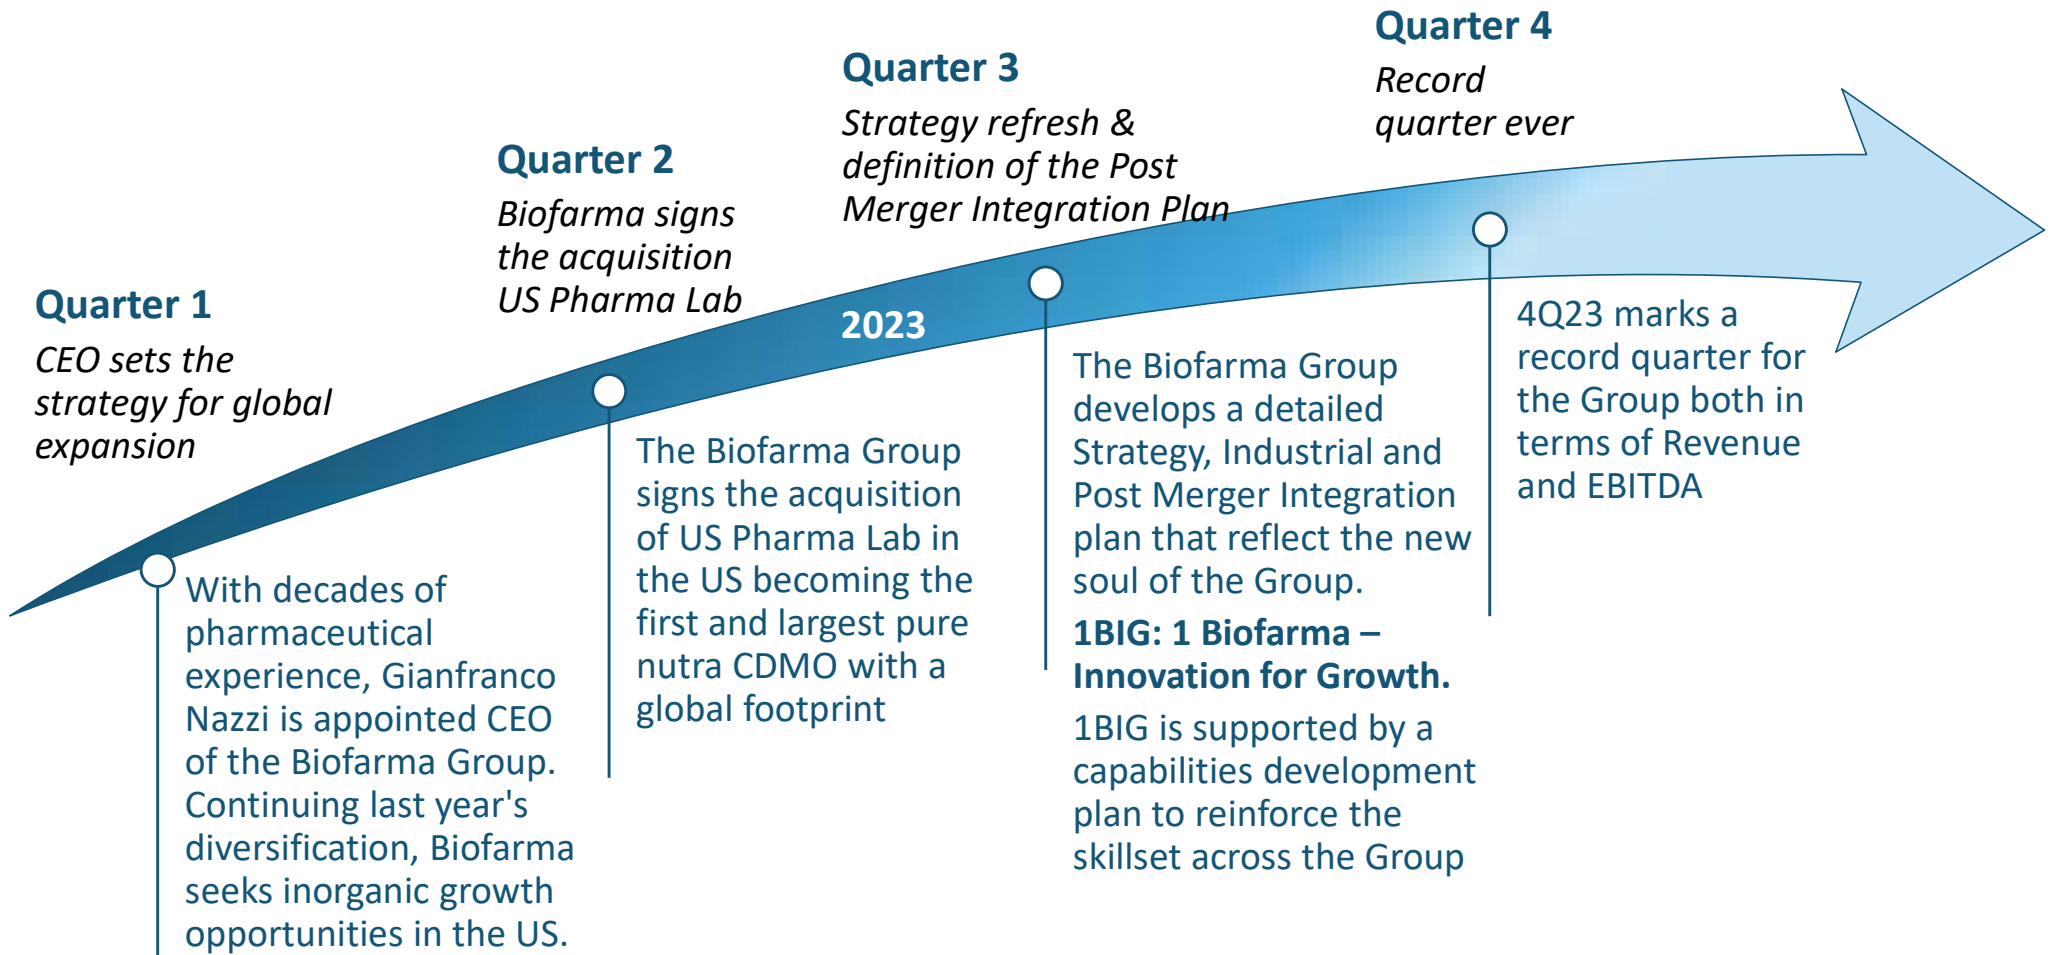 Quarter 1
CEO sets the
strategy for global
expansion
With decades of
pharmaceutical
experience, Gianfranco
Nazzi is appointed CEO
of the Biofarma Group.
Continuing last year's
diversification, Biofarma
seeks inorganic growth
opportunities in the US.
Quarter 2
Biofarma signs
the acquisition
US Pharma Lab
The Biofarma Group
signs the acquisition
of US Pharma Lab in
the US becoming the
first and largest pure
nutra CDMO with a
global footprint
2023
Quarter 3
Strategy refresh &
definition of the Post
Merger Integration Plan
The Biofarma Group
develops a detailed
Strategy, Industrial and
Post Merger Integration
plan that reflect the new
soul of the Group.
1BIG: 1 Biofarma –
Innovation for Growth.
1BIG is supported by a
capabilities development
plan to reinforce the
skillset across the Group
Quarter 4
Record
quarter ever
4Q23 marks a
record quarter for
the Group both in
terms of Revenue
and EBITDA